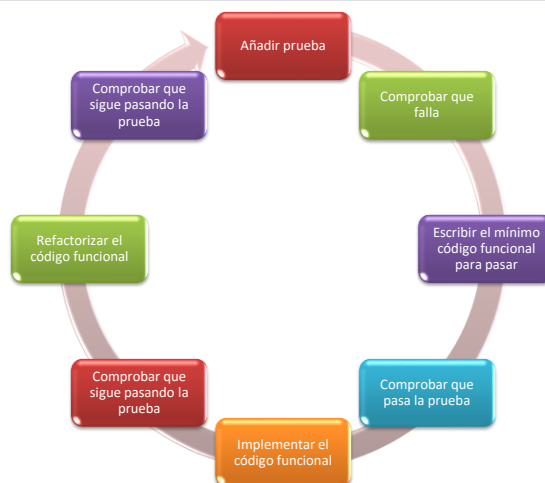 Añadir prueba
Comprobar que
falla
Escribir el mínimo
código funcional
para pasar
Comprobar que
pasa la prueba
Implementar el
código funcional
Comprobar que
sigue pasando la
prueba
Refactorizar el
código funcional
Comprobar que
sigue pasando la
prueba